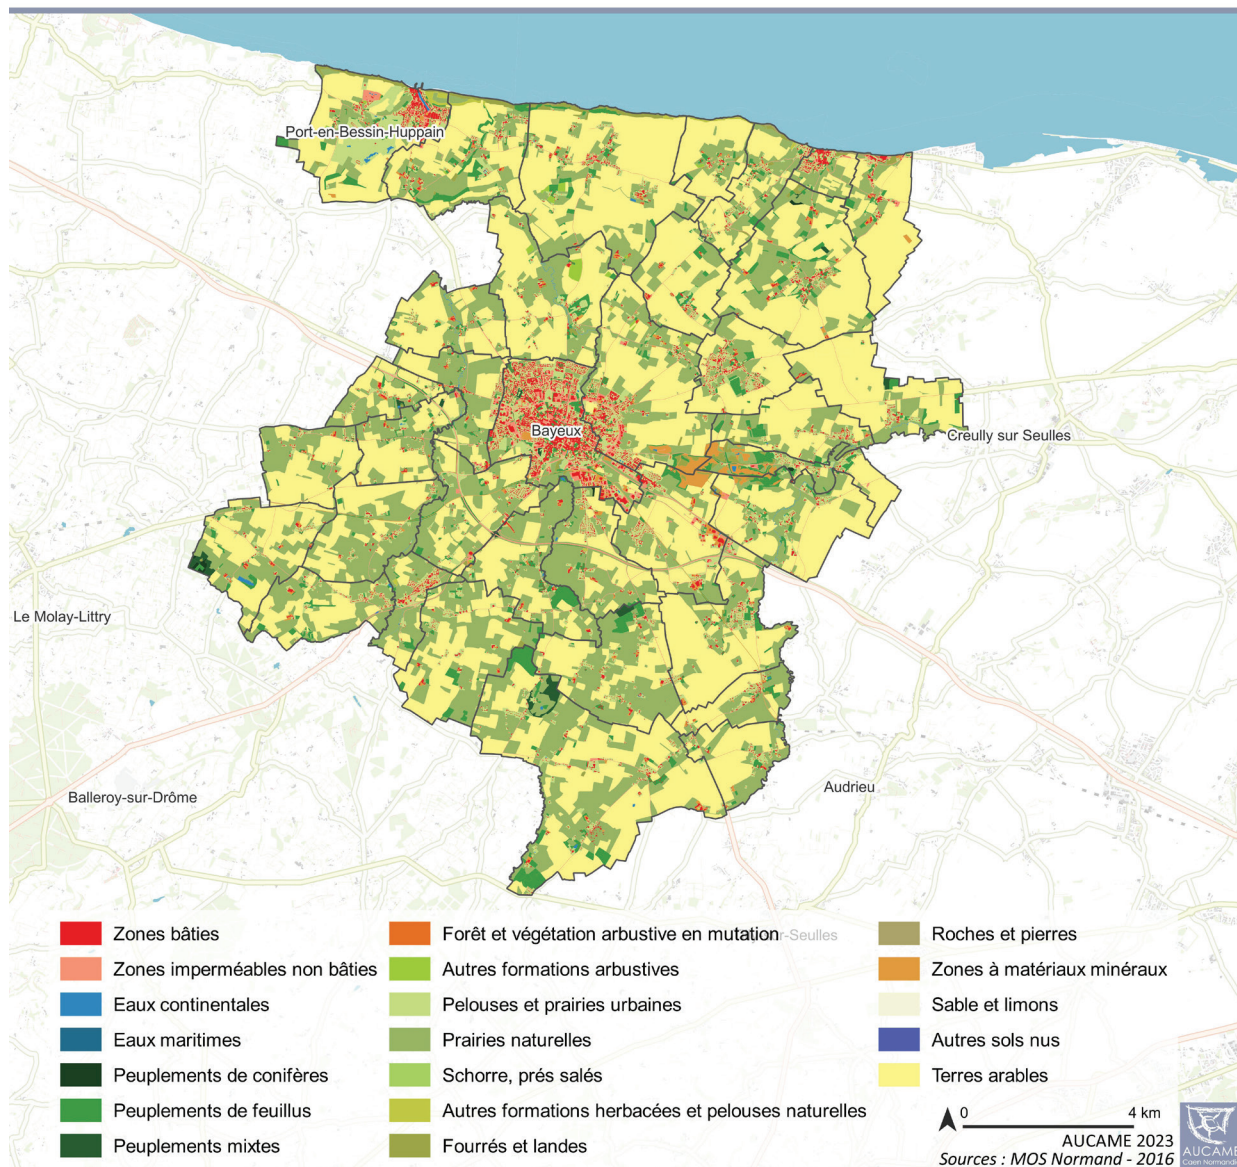 Port-en-Bessin-Huppain
Bayeux
Creully sur Seulles
Le Molay-Littry
Balleroy-sur-Drôme
Audrieu
Zones bâties
Zones imperméables non bâties
Eaux continentales
Eaux maritimes
Peuplements de conifères
Peuplements de feuillus
Peuplements mixtes
Forêt et végétation arbustive en mutation
-Seulles
Autres formations arbustives
Pelouses et prairies urbaines
Prairies naturelles
Schorre, prés salés
Autres formations herbacées et pelouses naturelles
Fourrés et landes
Roches et pierres
Zones à matériaux minéraux
Sable et limons
Autres sols nus
Terres arables
0 4 km
AUCAME 2023
Sources : MOS Normand - 2016
AUCAME
Caen Normandie